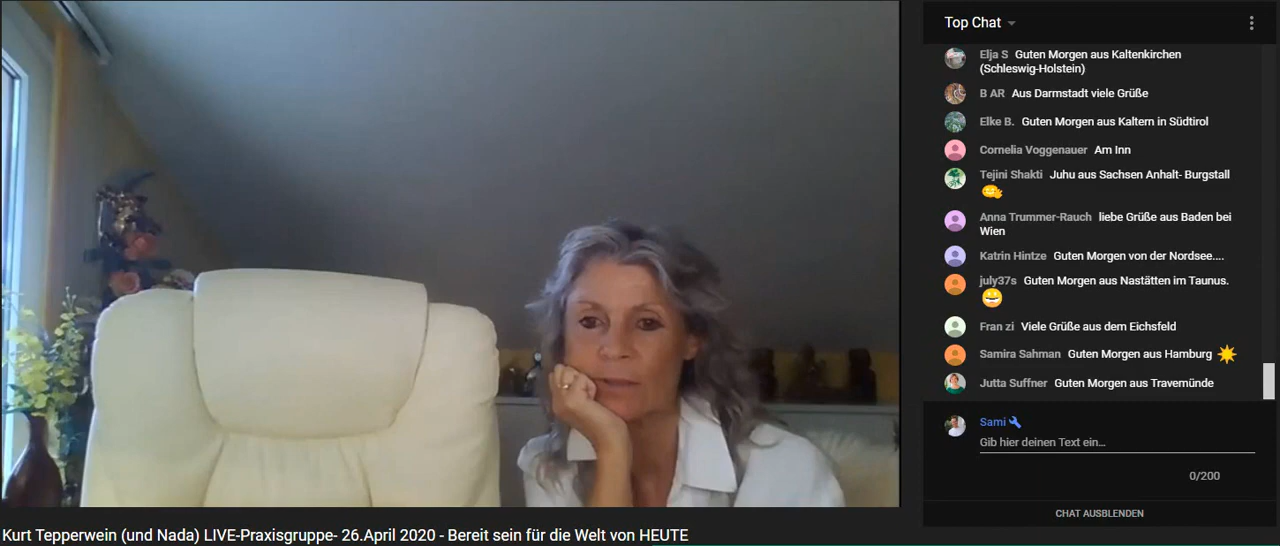 Top Chat
Elja S Guten Morgen aus Kaltenkirchen
(Schleswig-Holstein)
B AR Aus Darmstadt viele Grüße
Elke B. Guten Morgen aus Kaltern in Südtirol
Cornelia Voggenauer Am Inn
Tejini Shakti Juhu aus Sachsen Anhalt- Burgstall
Anna Trummer-Rauch liebe Grüße aus Baden bei
Wien
Katrin Hintze Guten Morgen von der Nordsee....
july37s Guten Morgen aus Nastätten im Taunus.
Fran zi Viele Grüße aus dem Eichsfeld
Samira Sahman Guten Morgen aus Hamburg
Jutta Suffner Guten Morgen aus Travemünde
Sami
Gib hier deinen Text ein...
0/200
CHAT AUSBLENDEN
Kurt Tepperwein (und Nada) LIVE-Praxisgruppe- 26.April 2020 - Bereit sein für die Welt von HEUTE